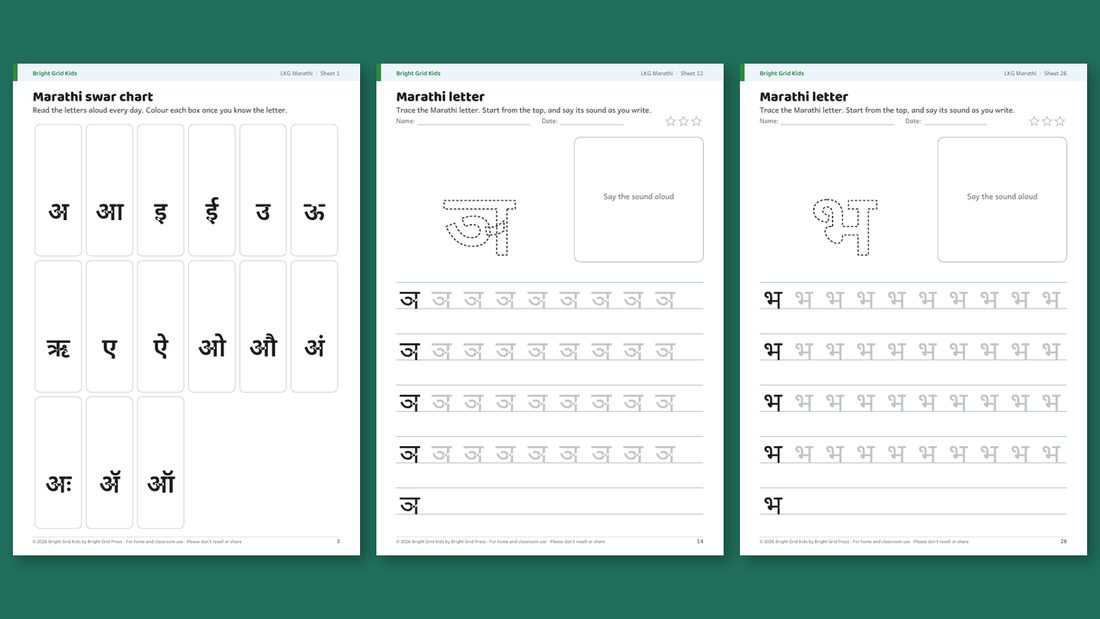 Bright Grid Kids
LKG Marathi · Sheet 1
Marathi swar chart
Read the letters aloud every day. Colour each box once you know the letter.
अ आ इ ई उ ऊ
ऋ ए ऐ ओ औ अं
अः ॲ ऑ
© 2026 Bright Grid Kids by Bright Grid Press · For home and classroom use · Please don't resell or share
3
Bright Grid Kids
LKG Marathi · Sheet 12
Marathi letter
Trace the Marathi letter. Start from the top, and say its sound as you write.
Name: Date:
ञ
Say the sound aloud
ञ ञ ञ ञ ञ ञ ञ ञ ञ
ञ ञ ञ ञ ञ ञ ञ ञ ञ
ञ ञ ञ ञ ञ ञ ञ ञ ञ
ञ ञ ञ ञ ञ ञ ञ ञ ञ
ञ
© 2026 Bright Grid Kids by Bright Grid Press · For home and classroom use · Please don't resell or share
14
Bright Grid Kids
LKG Marathi · Sheet 26
Marathi letter
Trace the Marathi letter. Start from the top, and say its sound as you write.
Name: Date:
भ
Say the sound aloud
भ भ भ भ भ भ भ भ भ भ
भ भ भ भ भ भ भ भ भ भ
भ भ भ भ भ भ भ भ भ भ
भ भ भ भ भ भ भ भ भ भ
भ
© 2026 Bright Grid Kids by Bright Grid Press · For home and classroom use · Please don't resell or share
28